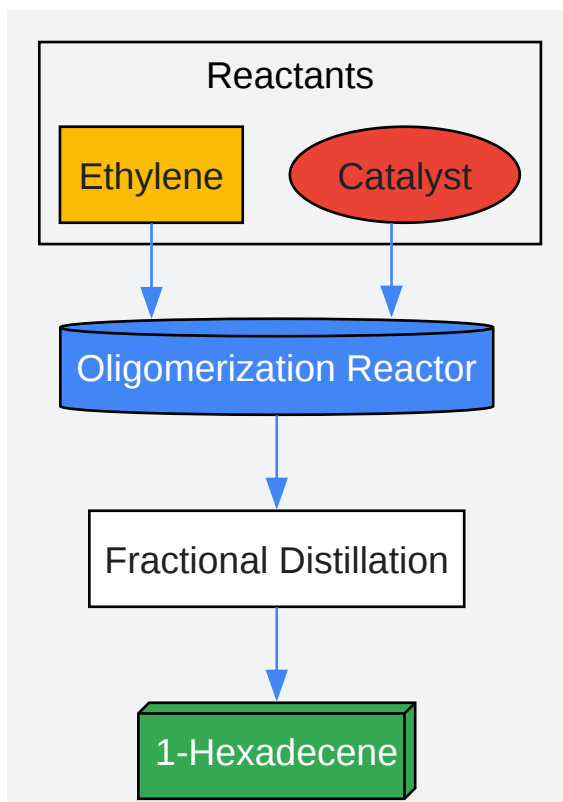 Reactants
Ethylene
Catalyst
Oligomerization Reactor
Fractional Distillation
1-Hexadecene